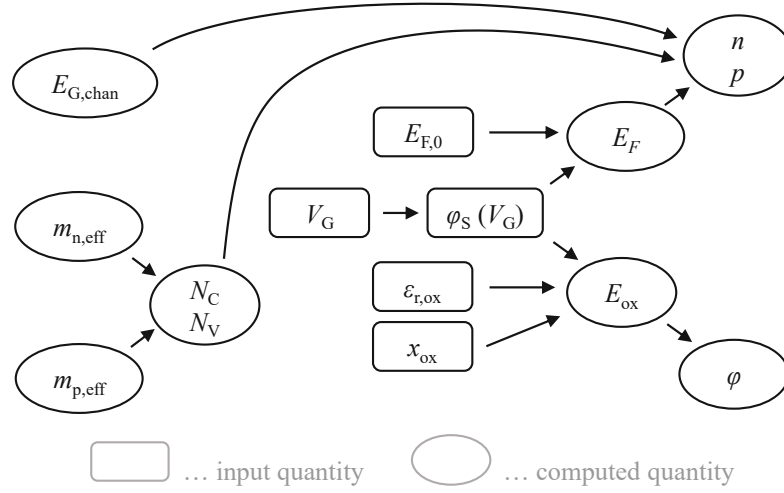 n
p
E_G,chan
E_F,0
E_F
m_n,eff
V_G
φ_S (V_G)
N_C
N_V
ε_r,ox
E_ox
x_ox
m_p,eff
φ
… input quantity
… computed quantity